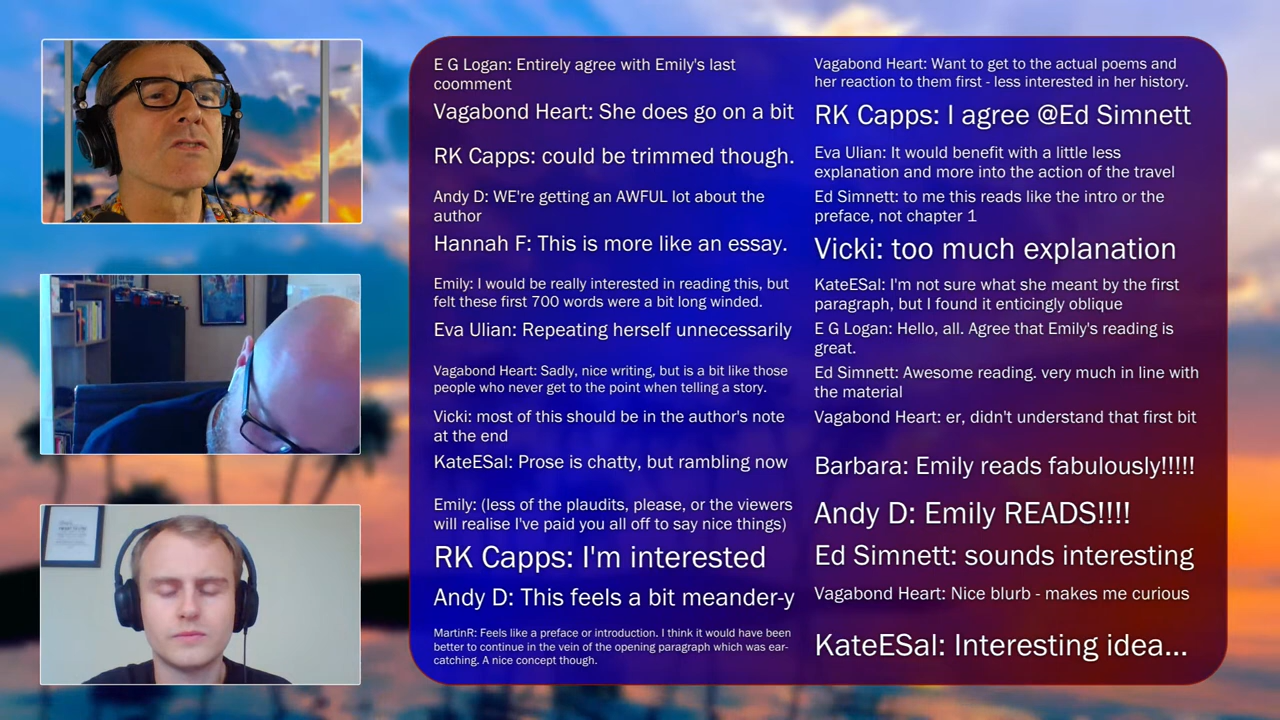 E G Logan: Entirely agree with Emily's last
coomment
Vagabond Heart: She does go on a bit
RK Capps: could be trimmed though.
Andy D: WE're getting an AWFUL lot about the
author
Hannah F: This is more like an essay.
Emily: I would be really interested in reading this, but
felt these first 700 words were a bit long winded.
Eva Ulian: Repeating herself unnecessarily
Vagabond Heart: Sadly, nice writing, but is a bit like those
people who never get to the point when telling a story.
Vicki: most of this should be in the author's note
at the end
KateESal: Prose is chatty, but rambling now
Emily: (less of the plaudits, please, or the viewers
will realise I've paid you all off to say nice things)
RK Capps: I'm interested
Andy D: This feels a bit meander-y
MartinR: Feels like a preface or introduction. I think it would have been
better to continue in the vein of the opening paragraph which was ear-
catching. A nice concept though.
Vagabond Heart: Want to get to the actual poems and
her reaction to them first - less interested in her history.
RK Capps: I agree @Ed Simnett
Eva Ulian: It would benefit with a little less
explanation and more into the action of the travel
Ed Simnett: to me this reads like the intro or the
preface, not chapter 1
Vicki: too much explanation
KateESal: I'm not sure what she meant by the first
paragraph, but I found it enticingly oblique
E G Logan: Hello, all. Agree that Emily's reading is
great.
Ed Simnett: Awesome reading. very much in line with
the material
Vagabond Heart: er, didn't understand that first bit
Barbara: Emily reads fabulously!!!!!
Andy D: Emily READS!!!!
Ed Simnett: sounds interesting
Vagabond Heart: Nice blurb - makes me curious
KateESal: Interesting idea...